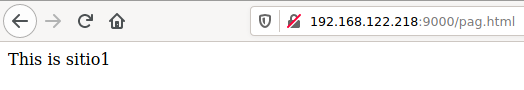 192.168.122.218:9000/pag.html
This is sitio1